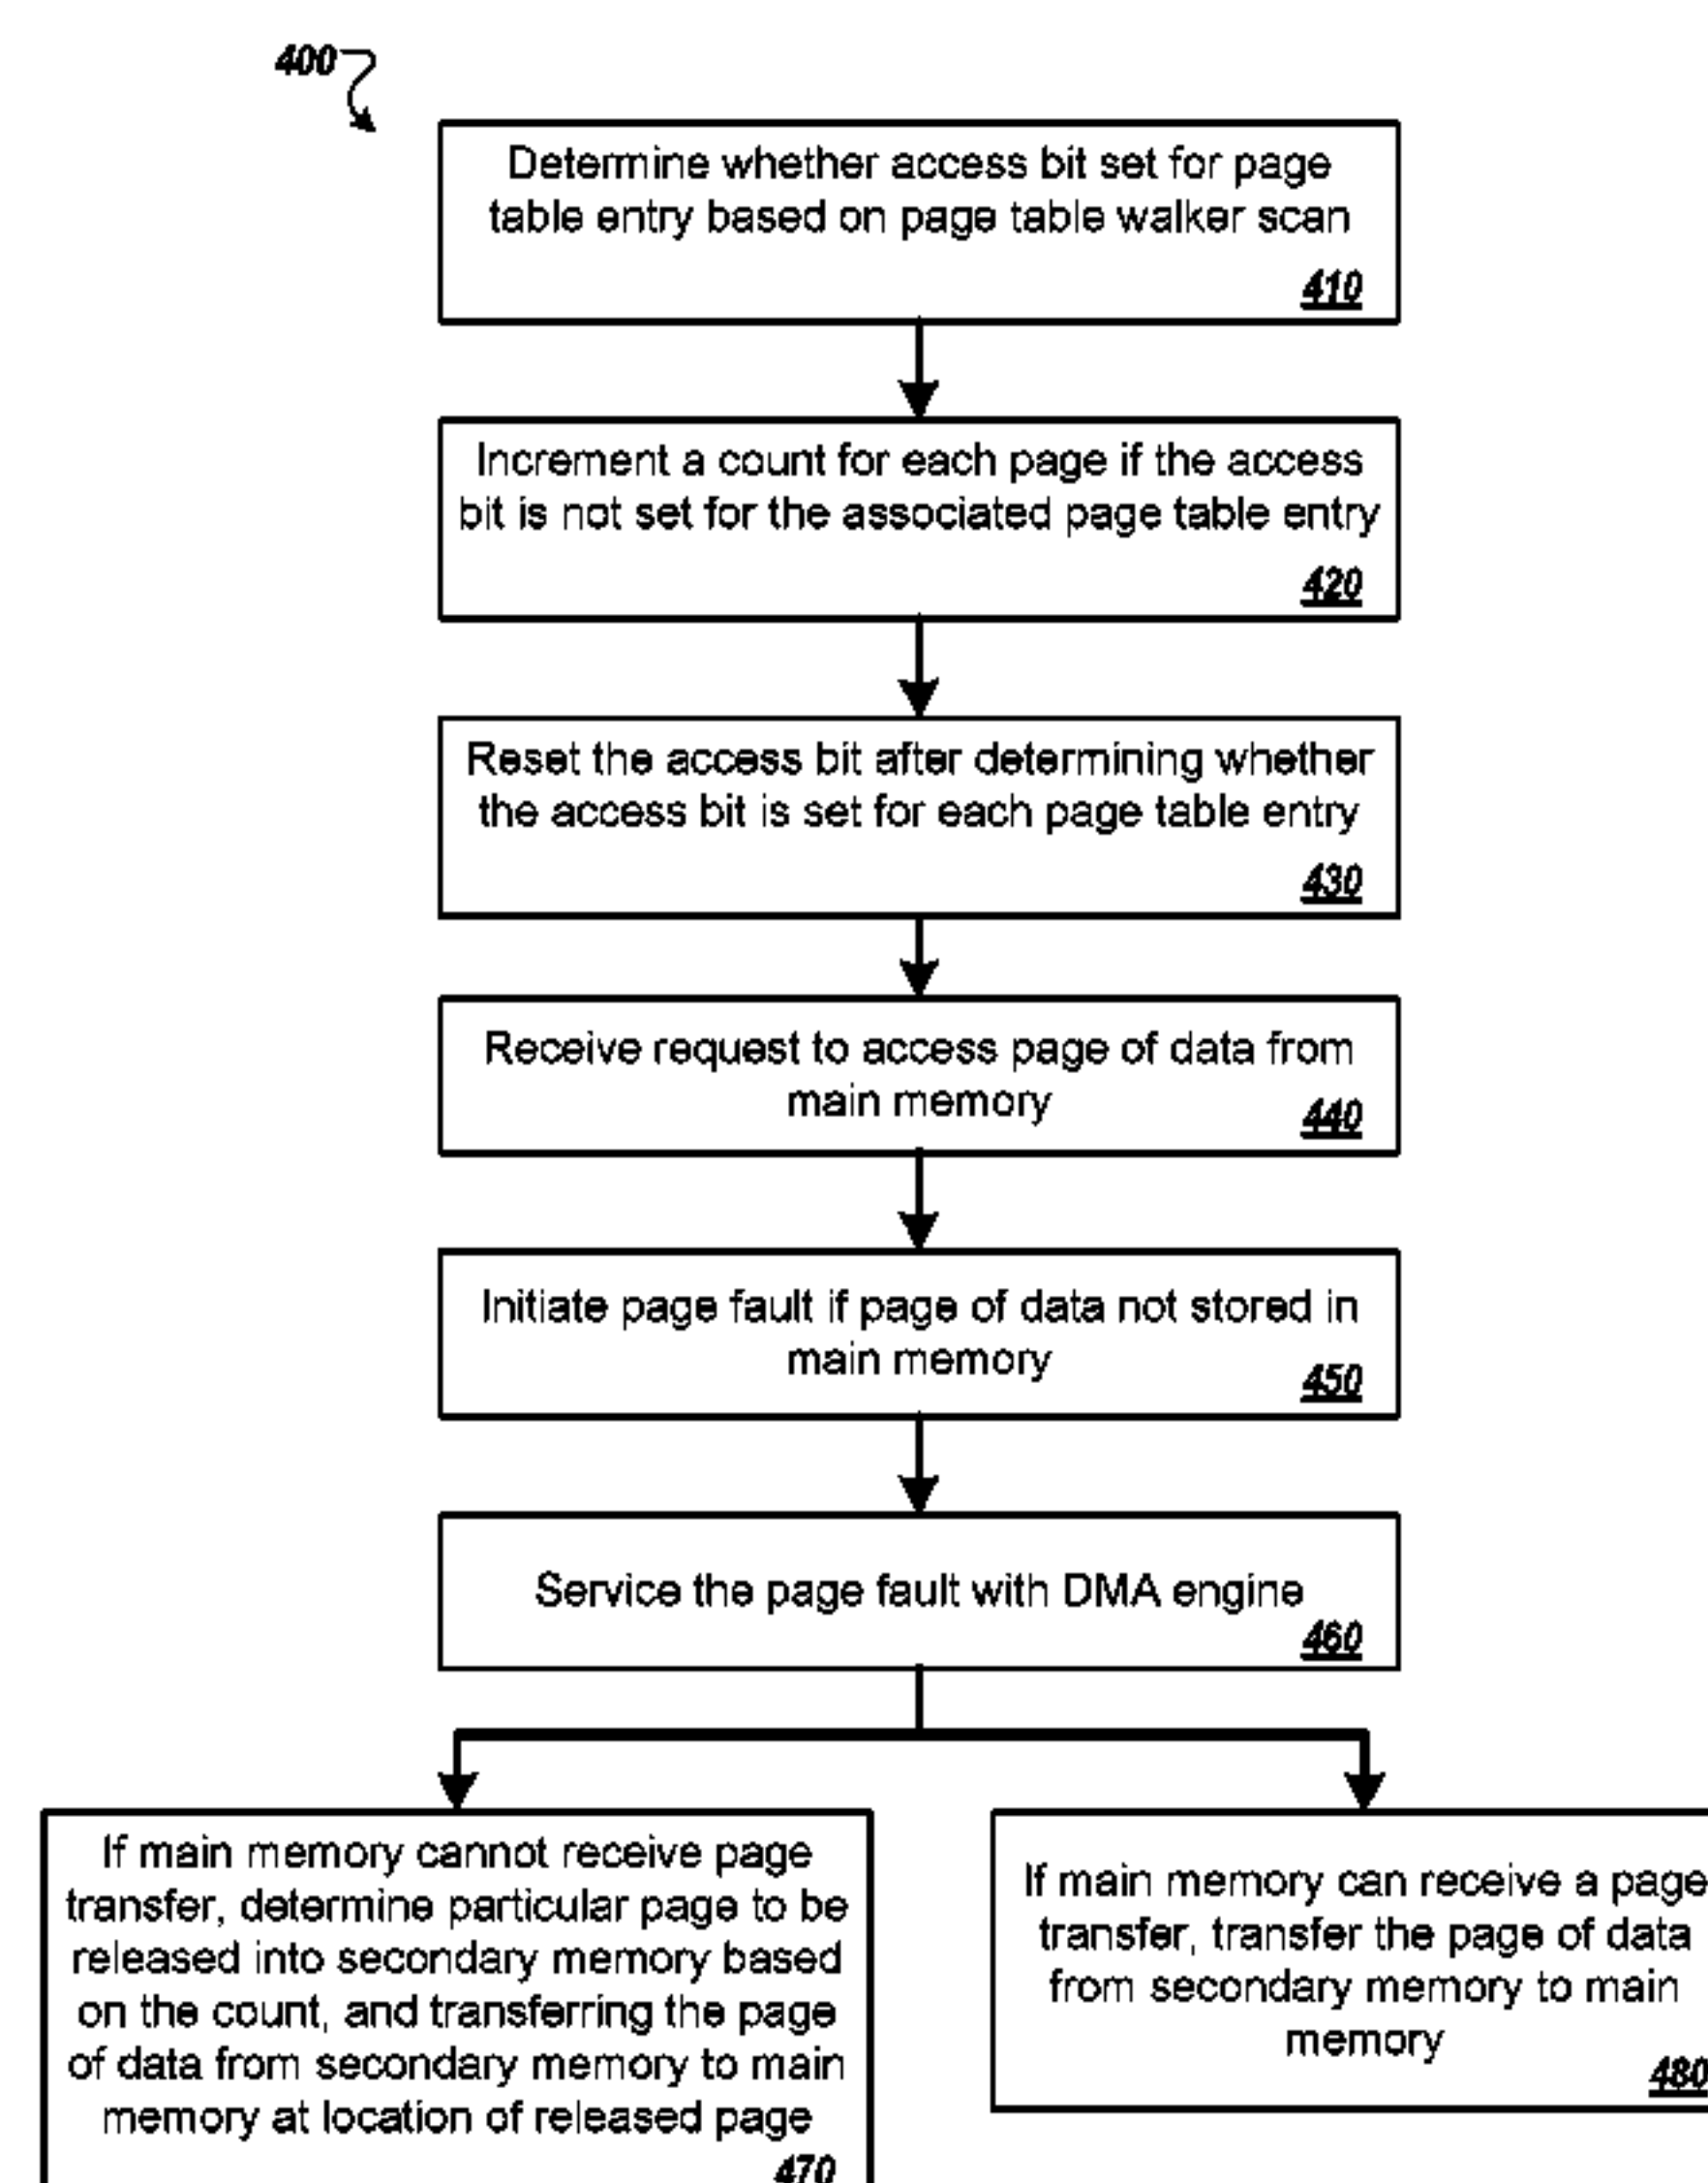 400
Determine whether access bit set for page
table entry based on page table walker scan
410
Increment a count for each page if the access
bit is not set for the associated page table entry
420
Reset the access bit after determining whether
the access bit is set for each page table entry
430
Receive request to access page of data from
main memory
440
Initiate page fault if page of data not stored in
main memory
450
Service the page fault with DMA engine
460
If main memory cannot receive page
transfer, determine particular page to be
released into secondary memory based
on the count, and transferring the page
of data from secondary memory to main
memory at location of released page
470
If main memory can receive a page
transfer, transfer the page of data
from secondary memory to main
memory
480